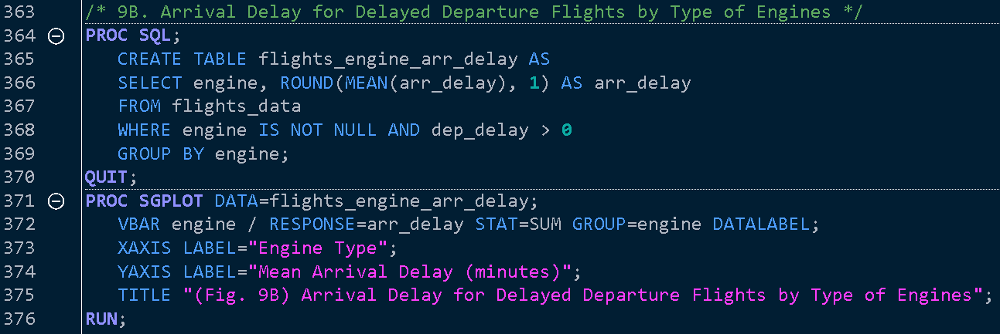 363 /* 9B. Arrival Delay for Delayed Departure Flights by Type of Engines */
364 PROC SQL;
365 CREATE TABLE flights_engine_arr_delay AS
366 SELECT engine, ROUND(MEAN(arr_delay), 1) AS arr_delay
367 FROM flights_data
368 WHERE engine IS NOT NULL AND dep_delay > 0
369 GROUP BY engine;
370 QUIT;
371 PROC SGPLOT DATA=flights_engine_arr_delay;
372 VBAR engine / RESPONSE=arr_delay STAT=SUM GROUP=engine DATALABEL;
373 XAXIS LABEL="Engine Type";
374 YAXIS LABEL="Mean Arrival Delay (minutes)";
375 TITLE "(Fig. 9B) Arrival Delay for Delayed Departure Flights by Type of Engines";
376 RUN;